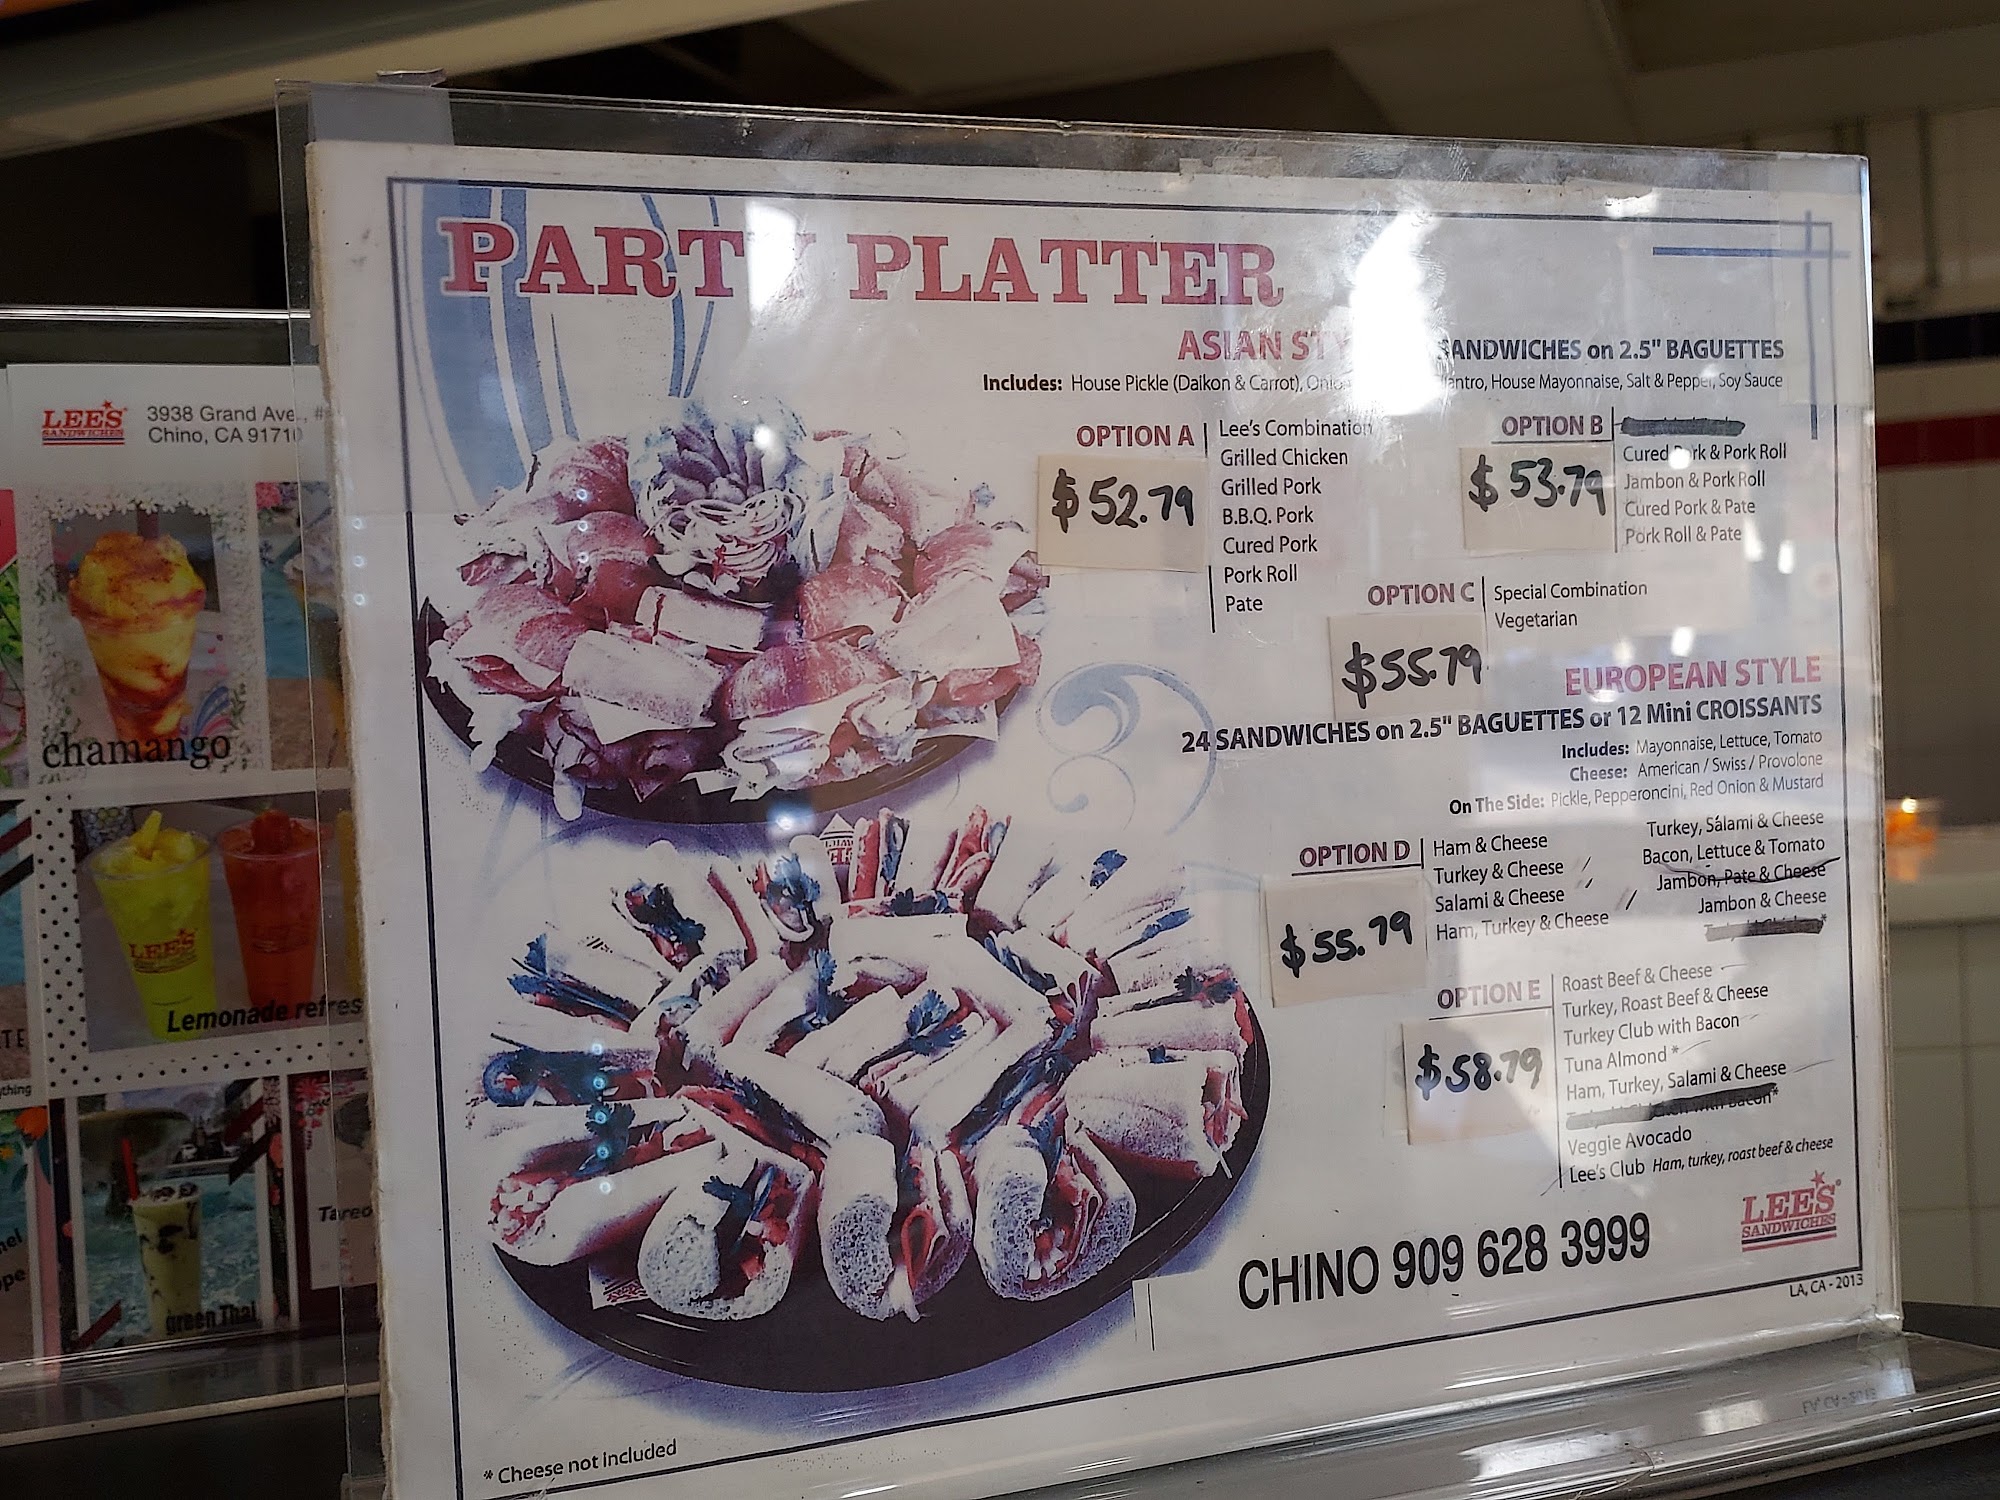 PARTY PLATTER
ASIAN SANDWICHES on 2.5" BAGUETTES
Includes: House Pickle (Daikon & Carrot), House Mayonnaise, Salt & Pepper, Soy Sauce
OPTION A
$52.79
Lee's Combination
Grilled Chicken
Grilled Pork
B.B.Q. Pork
Cured Pork
Pork Roll
Pate
OPTION B
$53.79
Cured Pork & Pork Roll
Jambon & Pork Roll
Cured Pork & Pate
Pork Roll & Pate
OPTION C
$55.79
Special Combination
Vegetarian
EUROPEAN STYLE
24 SANDWICHES on 2.5" BAGUETTES or 12 Mini CROISSANTS
Includes: Mayonnaise, Lettuce, Tomato
Cheese: American / Swiss / Provolone
On The Side: Pickle, Pepperoncini, Red Onion & Mustard
OPTION D
$55.79
Ham & Cheese
Turkey & Cheese
Salami & Cheese
Ham, Turkey & Cheese
Turkey, Salami & Cheese
Bacon, Lettuce & Tomato
Jambon, Pate & Cheese
Jambon & Cheese
OPTION E
$58.79
Roast Beef & Cheese
Turkey, Roast Beef & Cheese
Turkey Club with Bacon
Tuna Almond *
Ham, Turkey, Salami & Cheese
with Bacon*
Veggie Avocado
Lee's Club Ham, turkey, roast beef & cheese
LEE'S
SANDWICHES
CHINO 909 628 3999
LA, CA - 2013
* Cheese not included
LEE'S
SANDWICHES
3938 Grand Ave., #
Chino, CA 91710
chamango
LEE'S
Lemonade refres
green Thai
Tareo